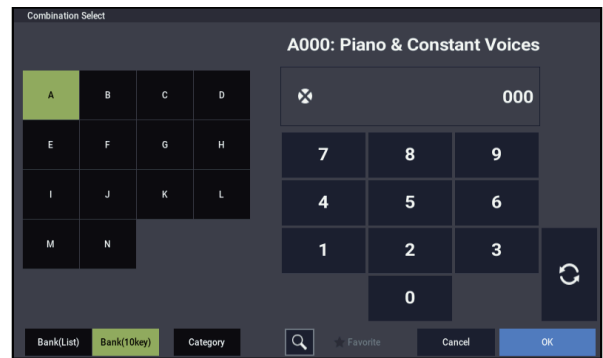 Combination Select
A000: Piano & Constant Voices
A B C D
000
E F G H
7 8 9
I J K L
4 5 6
M N
1 2 3
0
Bank(List) Bank(10key) Category Favorite Cancel OK